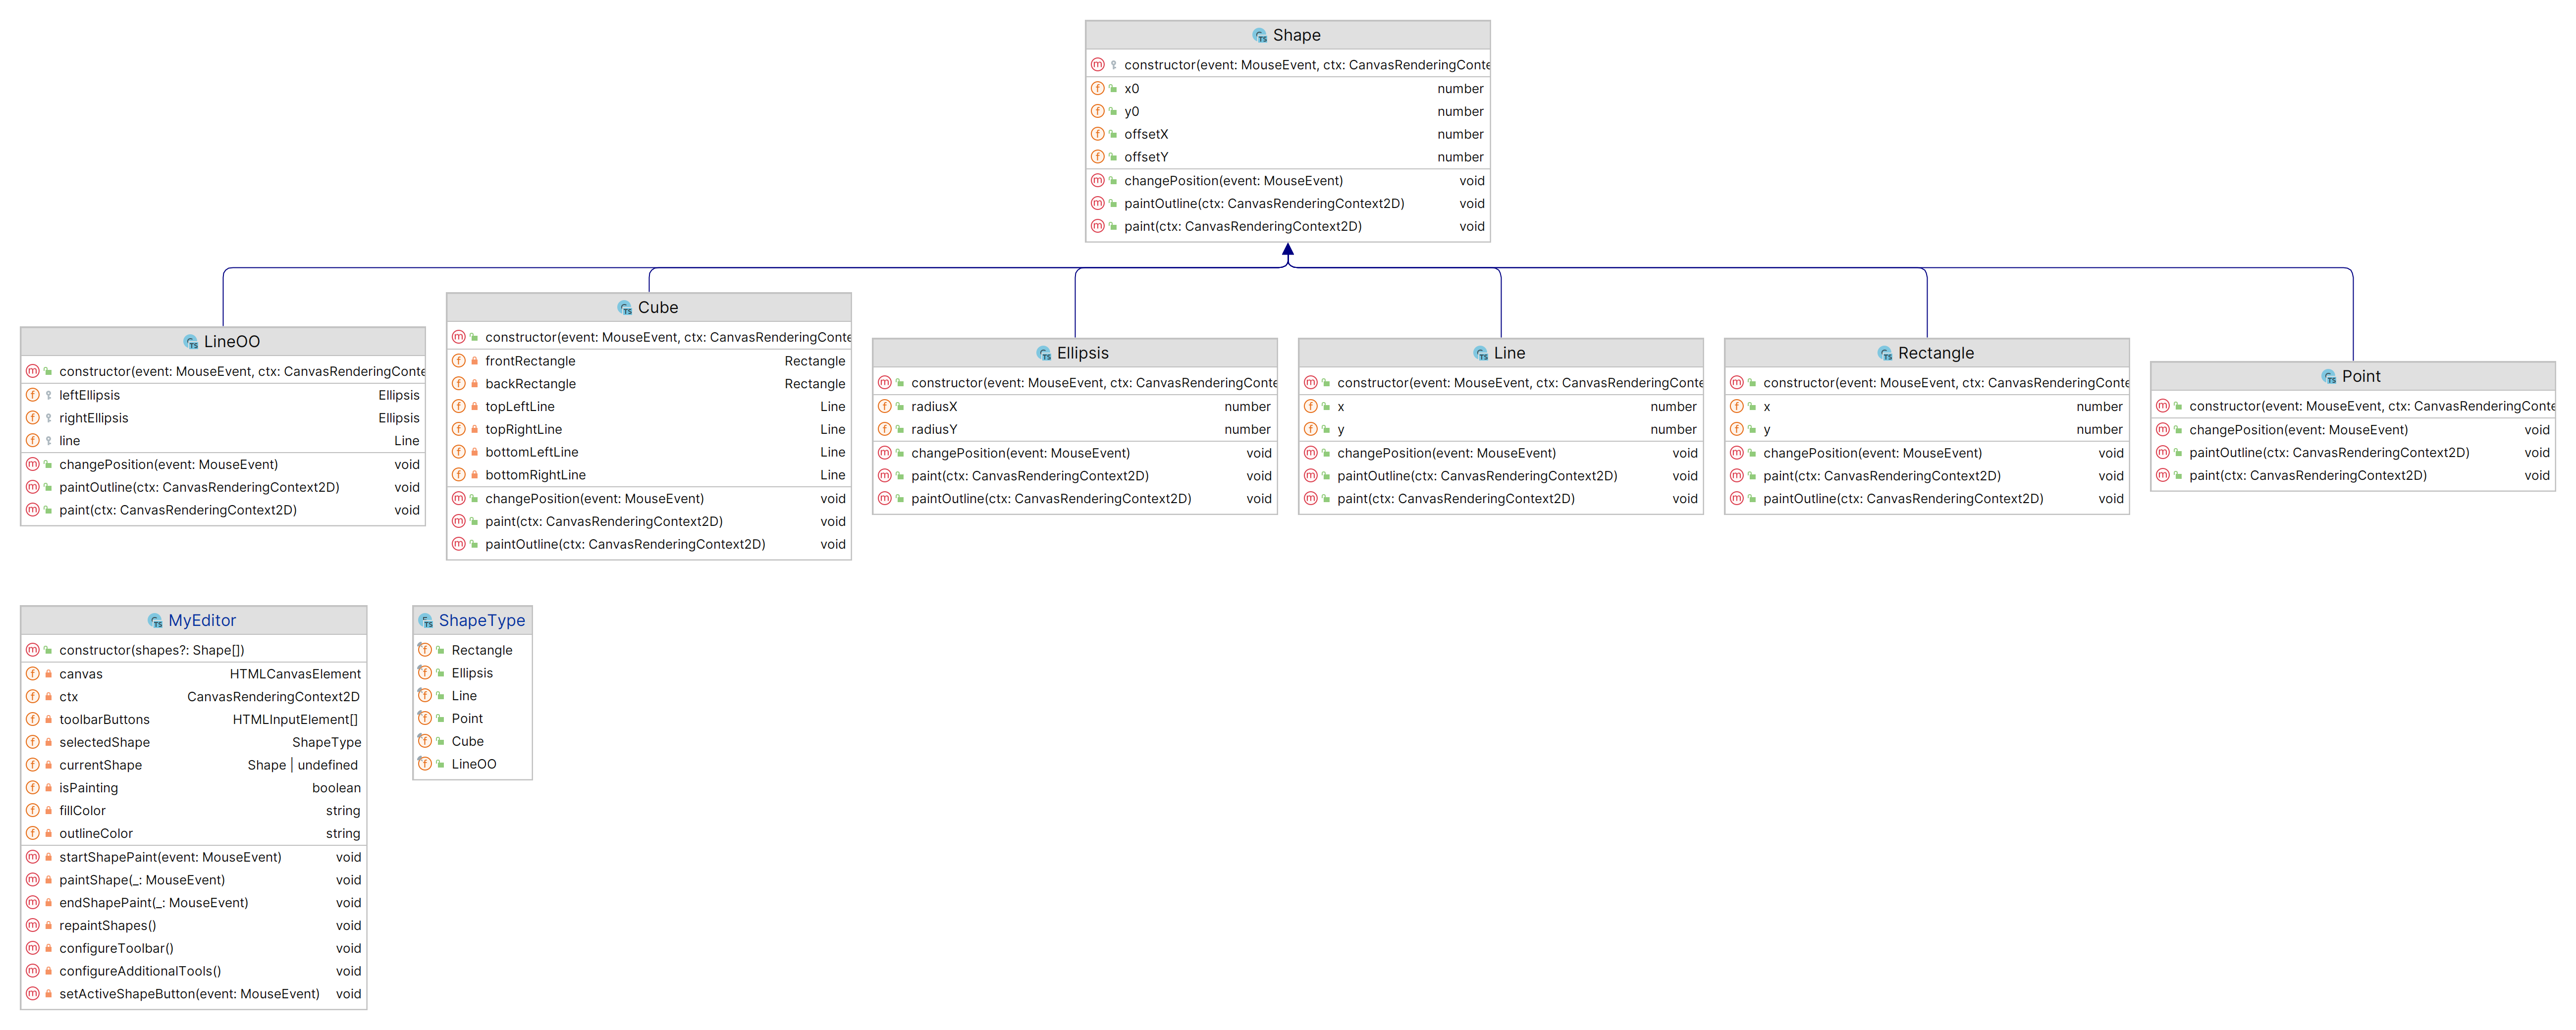 Shape
constructor(event: MouseEvent, ctx: CanvasRenderingConte
x0 number
y0 number
offsetX number
offsetY number
changePosition(event: MouseEvent) void
paintOutline(ctx: CanvasRenderingContext2D) void
paint(ctx: CanvasRenderingContext2D) void
LineOO
constructor(event: MouseEvent, ctx: CanvasRenderingConte
leftEllipsis Ellipsis
rightEllipsis Ellipsis
line Line
changePosition(event: MouseEvent) void
paintOutline(ctx: CanvasRenderingContext2D) void
paint(ctx: CanvasRenderingContext2D) void
Cube
constructor(event: MouseEvent, ctx: CanvasRenderingConte
frontRectangle Rectangle
backRectangle Rectangle
topLeftLine Line
topRightLine Line
bottomLeftLine Line
bottomRightLine Line
changePosition(event: MouseEvent) void
paint(ctx: CanvasRenderingContext2D) void
paintOutline(ctx: CanvasRenderingContext2D) void
Ellipsis
constructor(event: MouseEvent, ctx: CanvasRenderingConte
radiusX number
radiusY number
changePosition(event: MouseEvent) void
paint(ctx: CanvasRenderingContext2D) void
paintOutline(ctx: CanvasRenderingContext2D) void
Line
constructor(event: MouseEvent, ctx: CanvasRenderingConte
x number
y number
changePosition(event: MouseEvent) void
paintOutline(ctx: CanvasRenderingContext2D) void
paint(ctx: CanvasRenderingContext2D) void
Rectangle
constructor(event: MouseEvent, ctx: CanvasRenderingConte
x number
y number
changePosition(event: MouseEvent) void
paint(ctx: CanvasRenderingContext2D) void
paintOutline(ctx: CanvasRenderingContext2D) void
Point
constructor(event: MouseEvent, ctx: CanvasRenderingConte
changePosition(event: MouseEvent) void
paintOutline(ctx: CanvasRenderingContext2D) void
paint(ctx: CanvasRenderingContext2D) void
MyEditor
constructor(shapes?: Shape[])
canvas HTMLCanvasElement
ctx CanvasRenderingContext2D
toolbarButtons HTMLInputElement[]
selectedShape ShapeType
currentShape Shape | undefined
isPainting boolean
fillColor string
outlineColor string
startShapePaint(event: MouseEvent) void
paintShape(_: MouseEvent) void
endShapePaint(_: MouseEvent) void
repaintShapes() void
configureToolbar() void
configureAdditionalTools() void
setActiveShapeButton(event: MouseEvent) void
ShapeType
Rectangle
Ellipsis
Line
Point
Cube
LineOO